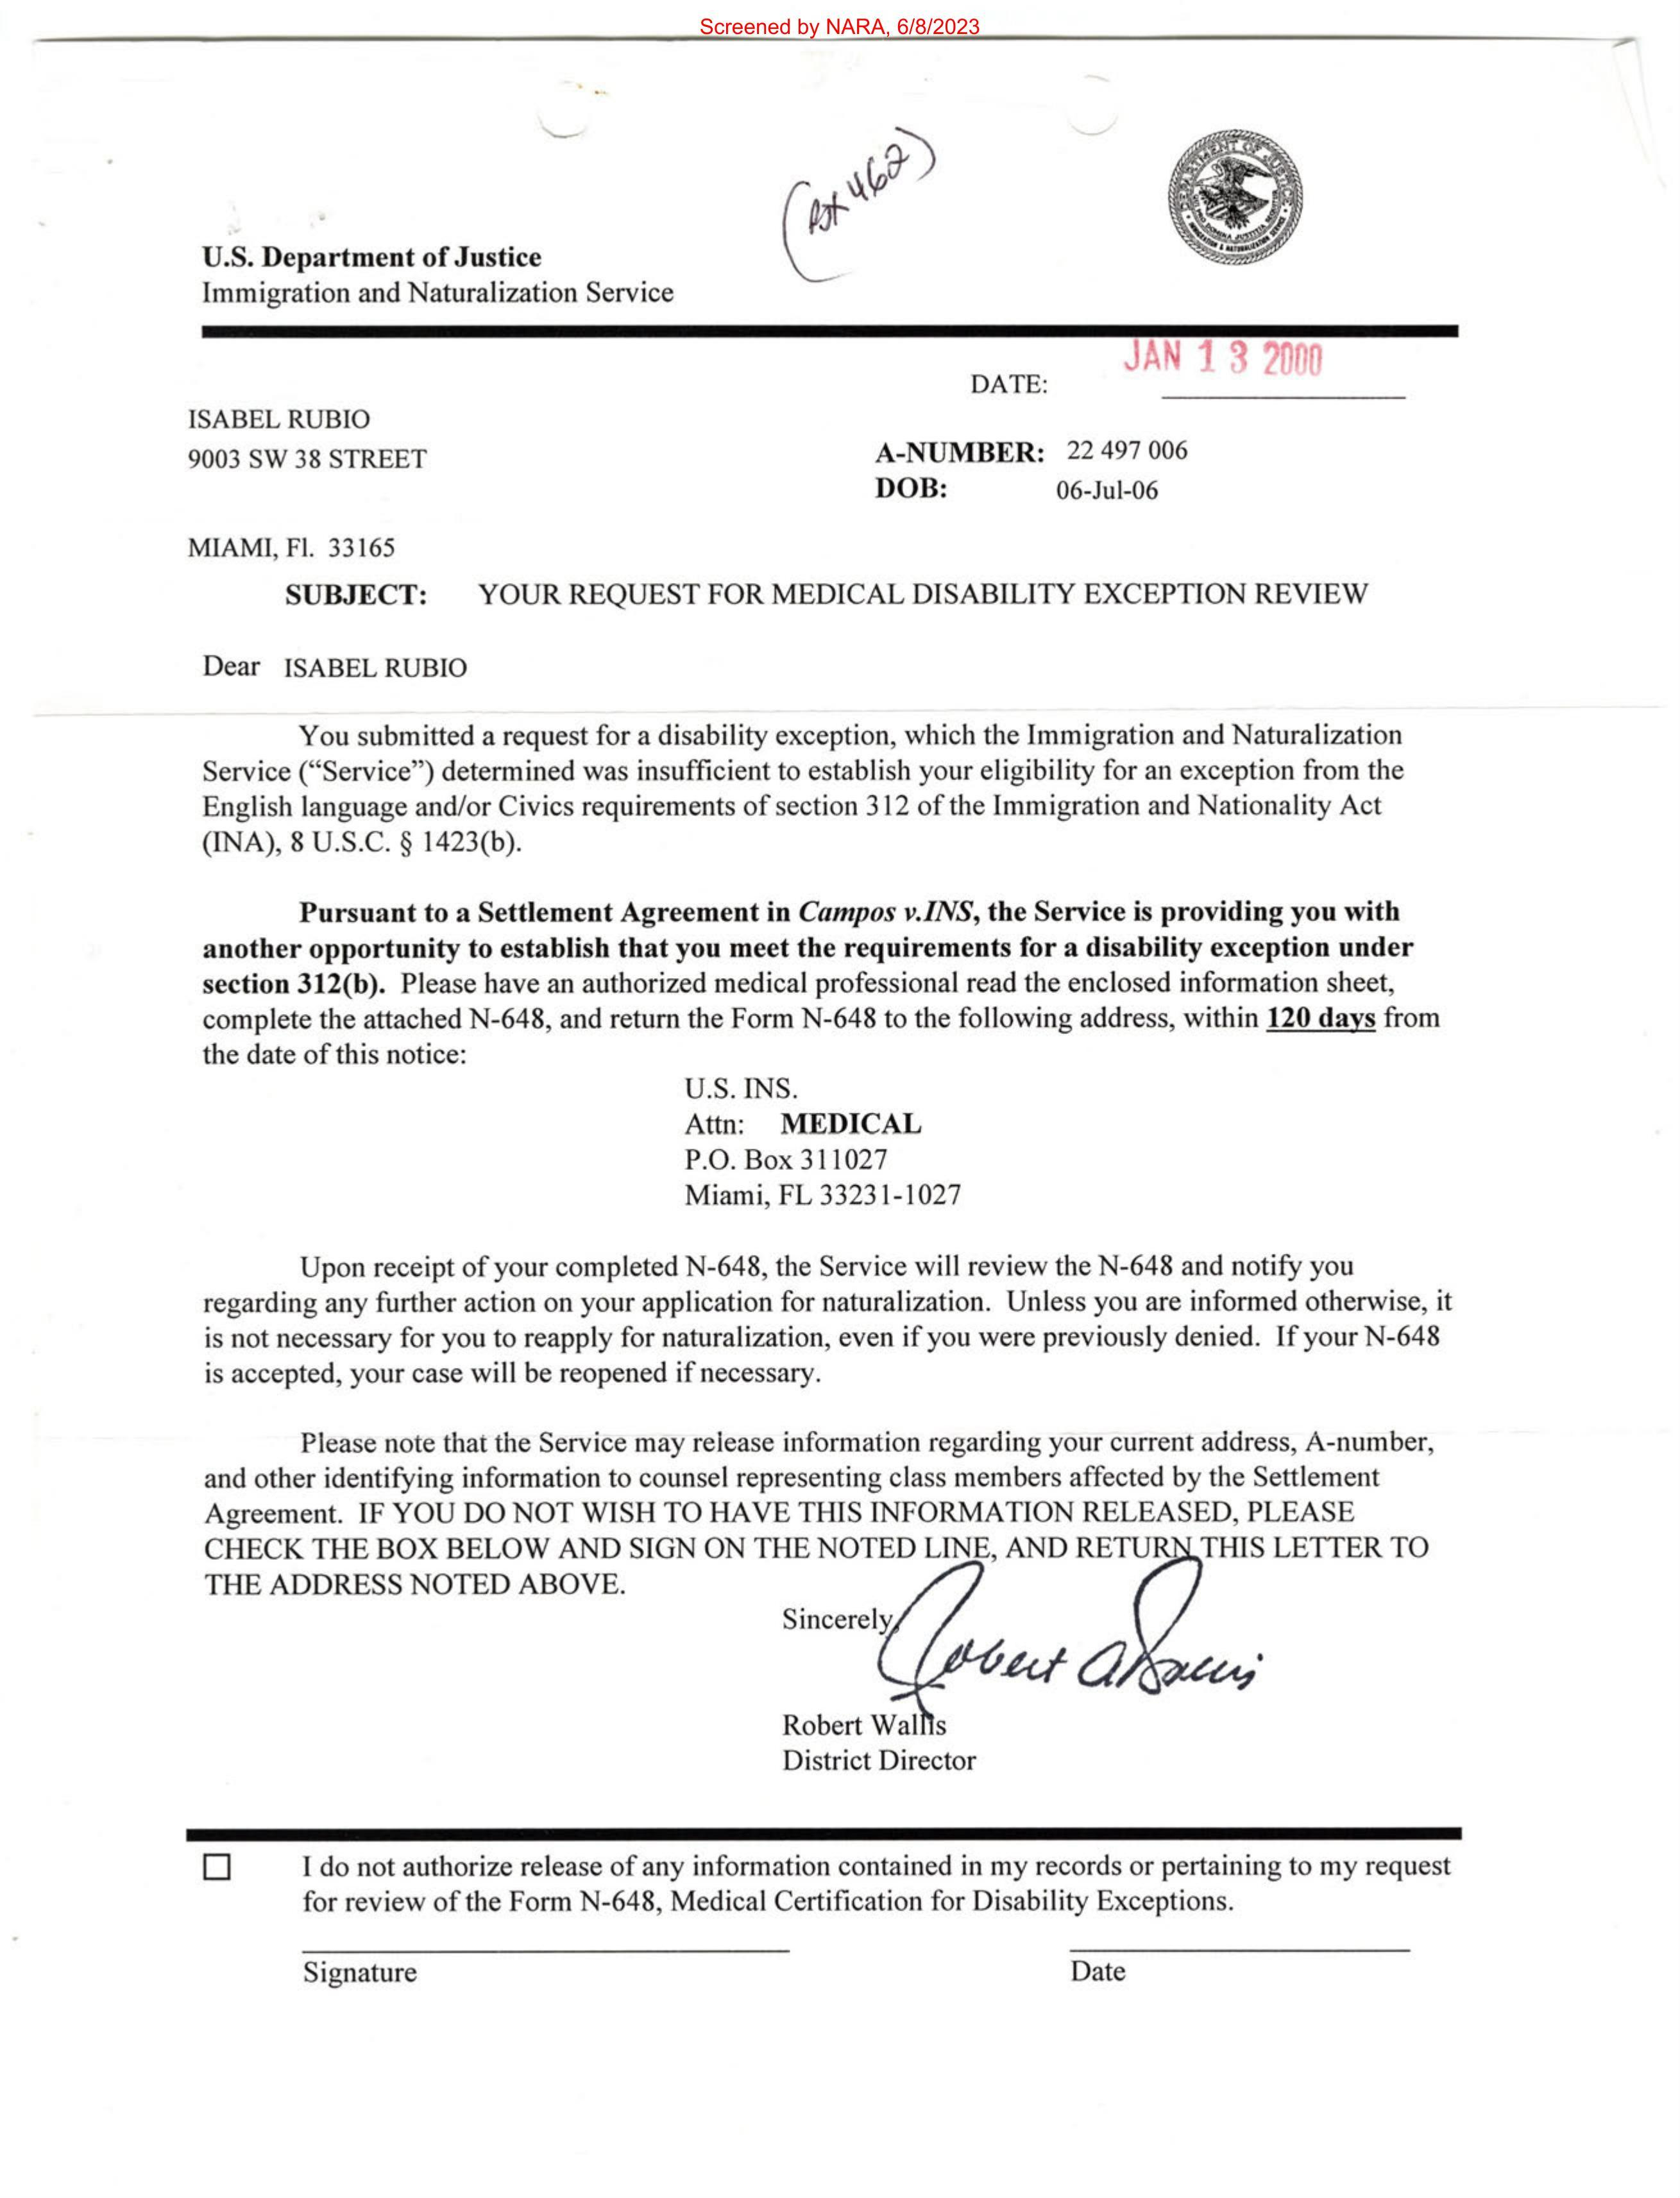 Screened by NARA, 6/8/2023
(Ast 462)
U.S. Department of Justice
Immigration and Naturalization Service
JAN 13 2000
DATE:
ISABEL RUBIO
9003 SW 38 STREET
A-NUMBER: 22 497 006
DOB: 06-Jul-06
MIAMI, Fl. 33165
SUBJECT: YOUR REQUEST FOR MEDICAL DISABILITY EXCEPTION REVIEW
Dear ISABEL RUBIO
You submitted a request for a disability exception, which the Immigration and Naturalization
Service (“Service”) determined was insufficient to establish your eligibility for an exception from the
English language and/or Civics requirements of section 312 of the Immigration and Nationality Act
(INA), 8 U.S.C. § 1423(b).
Pursuant to a Settlement Agreement in Campos v.INS, the Service is providing you with
another opportunity to establish that you meet the requirements for a disability exception under
section 312(b). Please have an authorized medical professional read the enclosed information sheet,
complete the attached N-648, and return the Form N-648 to the following address, within 120 days from
the date of this notice:
U.S. INS.
Attn: MEDICAL
P.O. Box 311027
Miami, FL 33231-1027
Upon receipt of your completed N-648, the Service will review the N-648 and notify you
regarding any further action on your application for naturalization. Unless you are informed otherwise, it
is not necessary for you to reapply for naturalization, even if you were previously denied. If your N-648
is accepted, your case will be reopened if necessary.
Please note that the Service may release information regarding your current address, A-number,
and other identifying information to counsel representing class members affected by the Settlement
Agreement. IF YOU DO NOT WISH TO HAVE THIS INFORMATION RELEASED, PLEASE
CHECK THE BOX BELOW AND SIGN ON THE NOTED LINE, AND RETURN THIS LETTER TO
THE ADDRESS NOTED ABOVE.
Sincerely,
Robert A Wallis
Robert Wallis
District Director
I do not authorize release of any information contained in my records or pertaining to my request
for review of the Form N-648, Medical Certification for Disability Exceptions.
Signature
Date